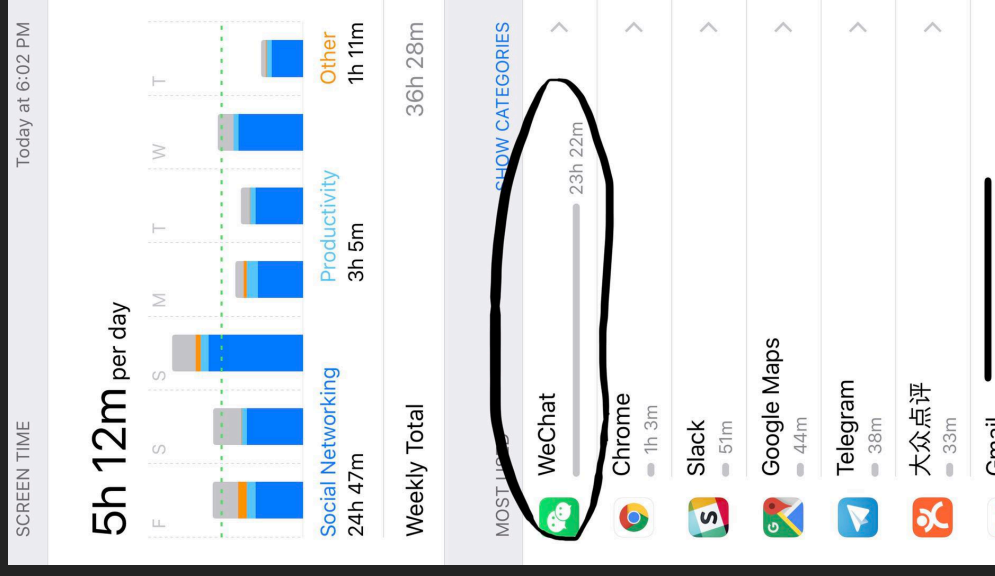 SCREEN TIME Today at 6:02 PM
5h 12m per day
F S S M T W T
Social Networking Productivity Other
24h 47m 3h 5m 1h 11m
Weekly Total 36h 28m
MOST USED SHOW CATEGORIES
WeChat
23h 22m
Chrome
1h 3m
Slack
51m
Google Maps
44m
Telegram
38m
大众点评
33m
Gmail